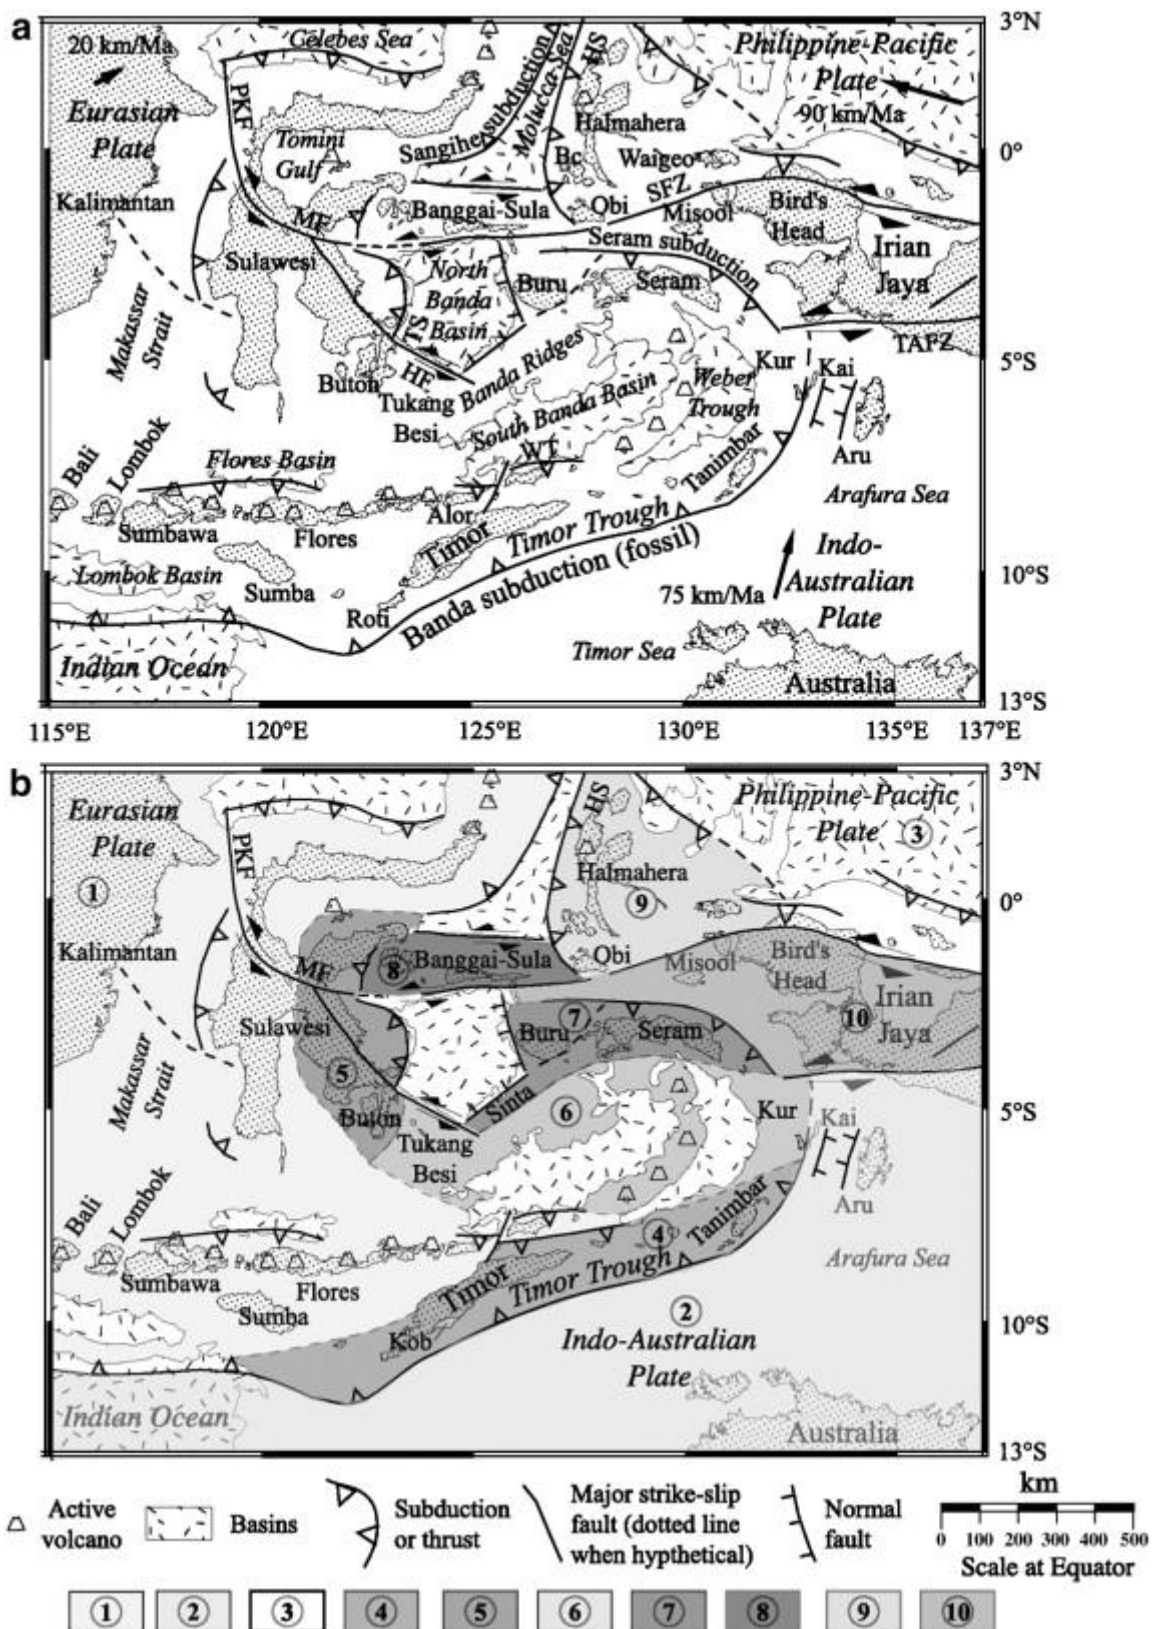 a
3°N
20 km/Ma
Celebes Sea
Philippine-Pacific
Plate
Eurasian
Plate
PKF
Sangihe subduction
Molucca Sea
SH
90 km/Ma
Halmahera
Tomini
Gulf
Bc
Waigeo
0°
Kalimantan
SFZ
MF
Banggai-Sula
Obi
Misool
Bird's
Head
Seram subduction
Irian
Jaya
Sulawesi
North
Banda
Basin
Buru
Seram
Makassar
Strait
TS
TAFZ
HF
Banda Ridges
Kur
Kai
5°S
Buton
Tukang
Besi
South Banda Basin
Weber
Trough
WT
Tanimbar
Aru
Bali
Lombok
Flores Basin
Arafura Sea
Sumbawa
Flores
Alor
Timor
Timor Trough
Indo-
Australian
Plate
Lombok Basin
Sumba
Banda subduction (fossil)
75 km/Ma
10°S
Roti
Timor Sea
Indian Ocean
Australia
13°S
115°E
120°E
125°E
130°E
135°E
137°E
b
3°N
Eurasian
Plate
Philippine-Pacific
Plate
3
PKF
SH
Halmahera
1
9
0°
Kalimantan
MF
8
Banggai-Sula
Obi
Misool
Bird's
Head
Irian
Jaya
10
Sulawesi
Buru
7
Seram
Makassar
Strait
5
Sinta
6
Kur
Kai
5°S
Buton
Tukang
Besi
Bali
Lombok
Tanimbar
Aru
4
Arafura Sea
Sumbawa
Flores
Timor
Timor Trough
Sumba
Kob
2
Indo-Australian
Plate
10°S
Indian Ocean
Australia
13°S
Active
volcano
Basins
Subduction
or thrust
Major strike-slip
fault (dotted line
when hypthetical)
Normal
fault
km
0 100 200 300 400 500
Scale at Equator
1 2 3 4 5 6 7 8 9 10